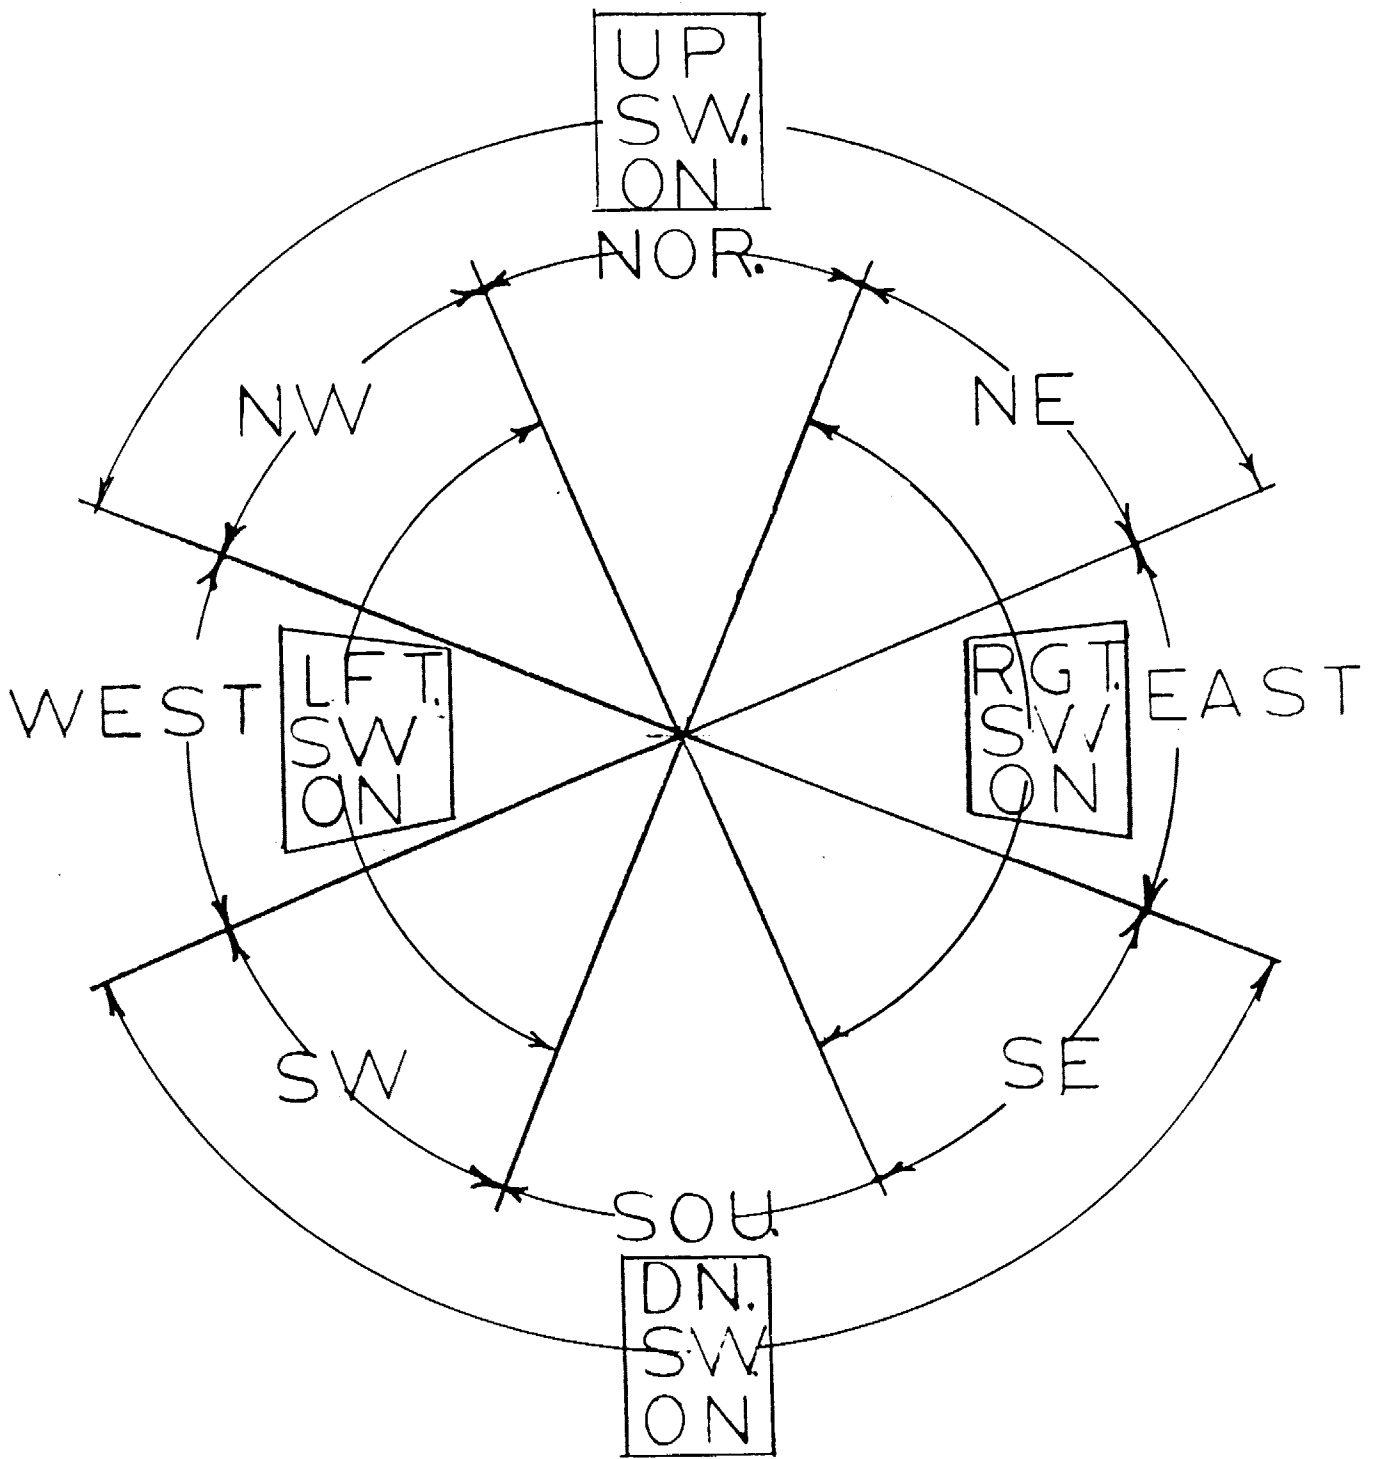 UP
SW.
ON
NOR.
NW
NE
LFT.
SW
ON
RGT.
SW
ON
WEST
EAST
SW
SE
SOU.
DN.
SW.
ON